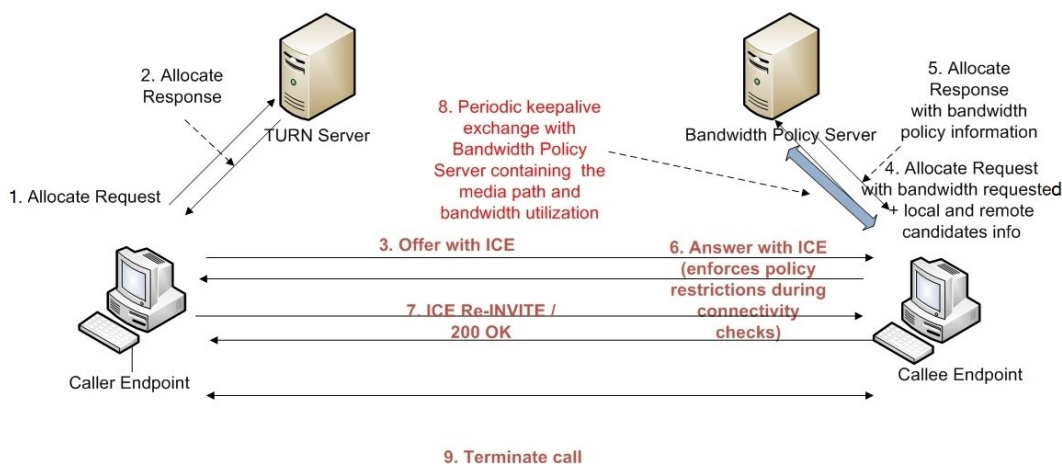 2. Allocate
Response
TURN Server
1. Allocate Request
8. Periodic keepalive
exchange with
Bandwidth Policy
Server containing the
media path and
bandwidth utilization
Bandwidth Policy Server
5. Allocate
Response
with bandwidth
policy information
4. Allocate Request
with bandwidth requested
+ local and remote
candidates info
3. Offer with ICE
6. Answer with ICE
(enforces policy
restrictions during
connectivity
checks)
7. ICE Re-INVITE /
200 OK
Caller Endpoint
Callee Endpoint
9. Terminate call